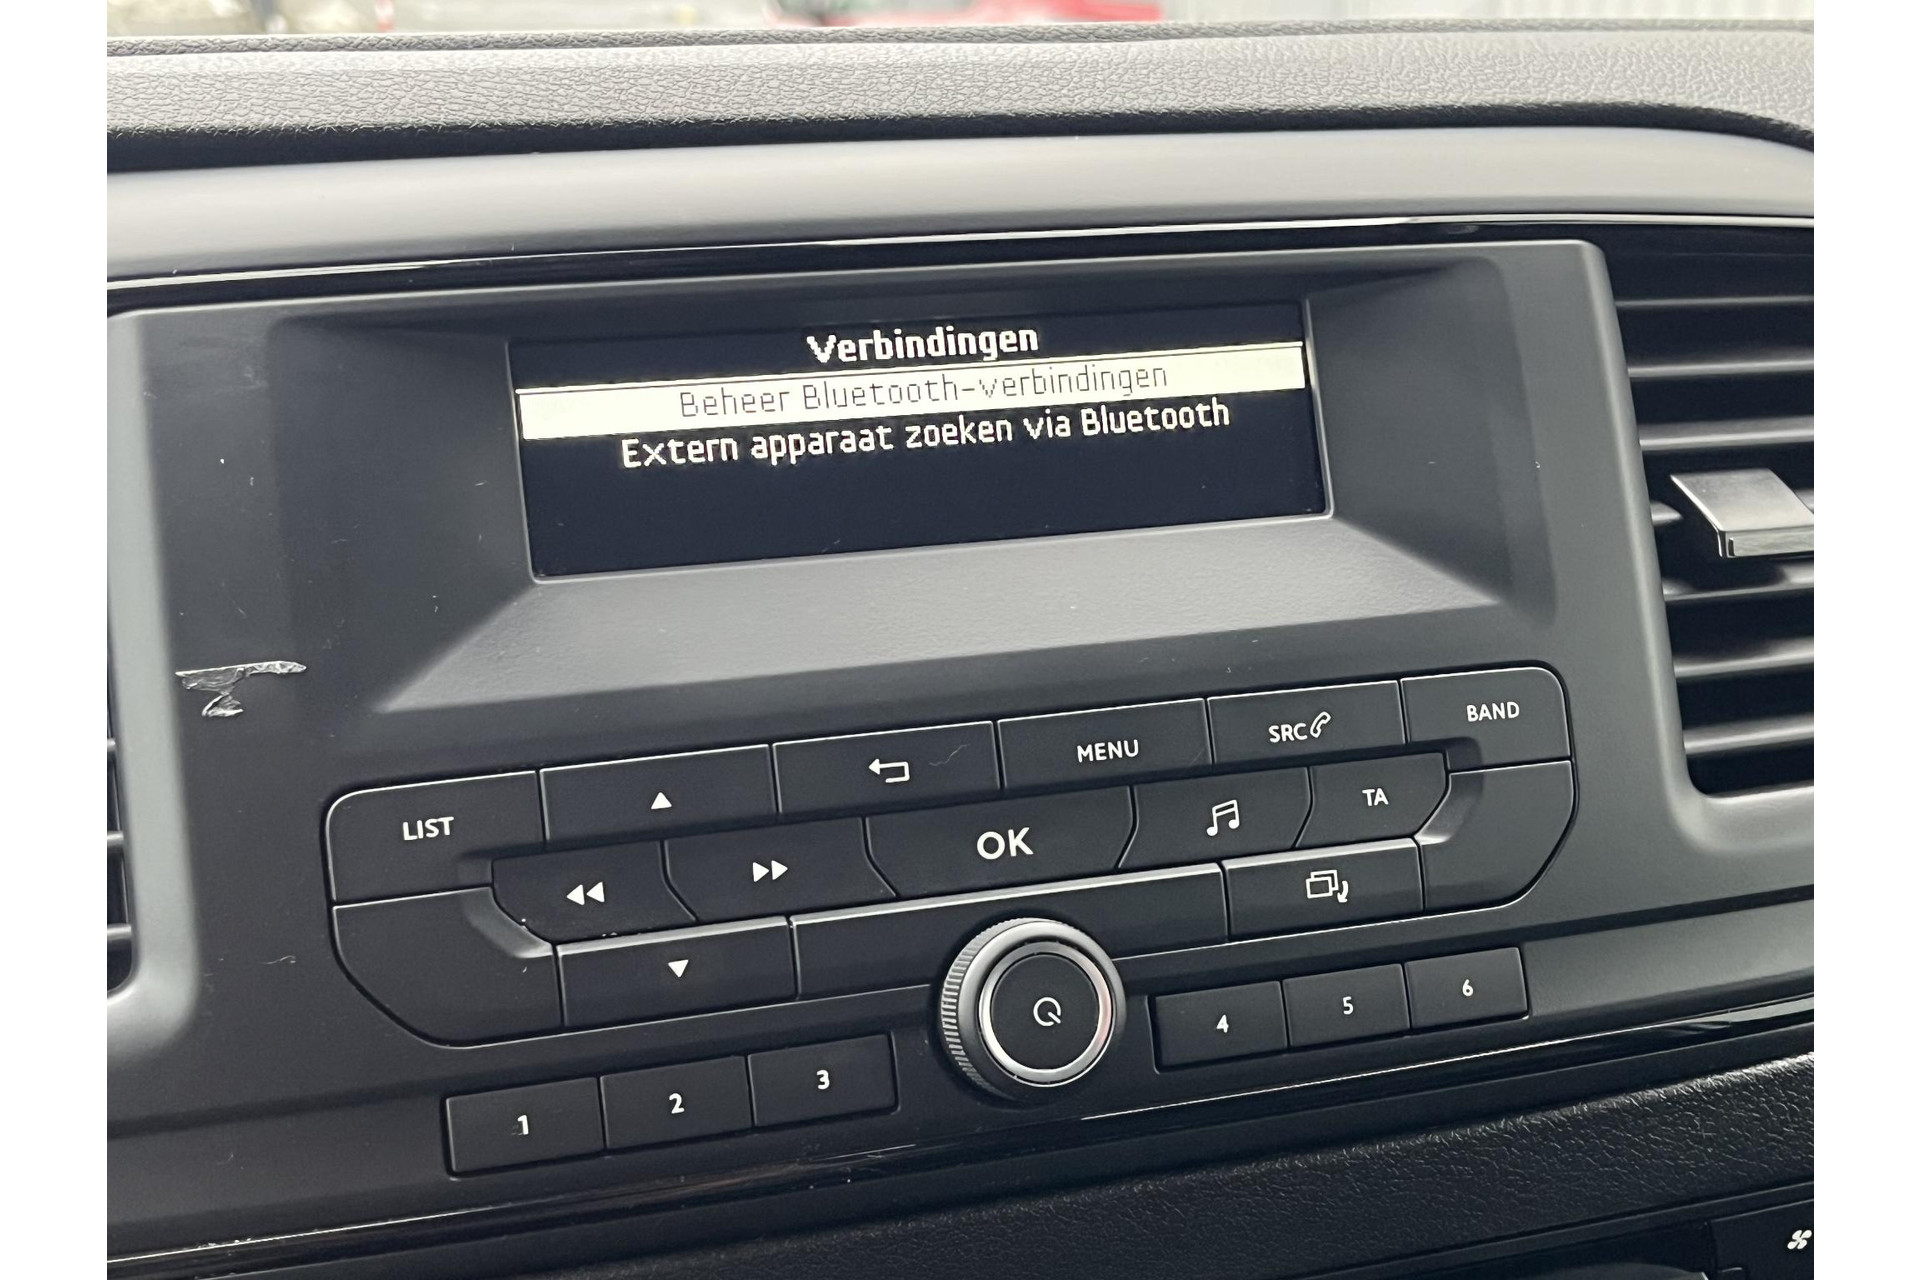 Verbindingen
Beheer Bluetooth-verbindingen
Extern apparaat zoeken via Bluetooth
LIST
MENU
SRC
BAND
OK
TA
1
2
3
4
5
6